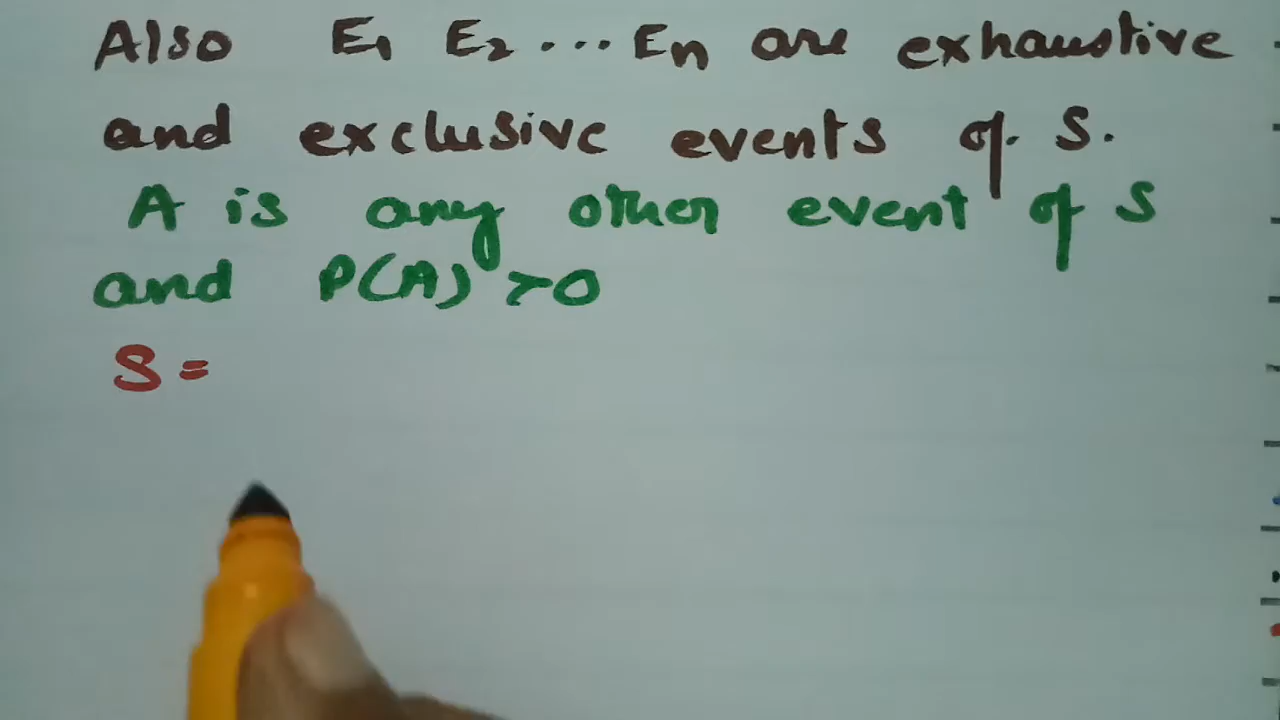 Also E1 E2 ... En are exhaustive
and exclusive events of S.
A is any other event of S
and P(A) >0
S =